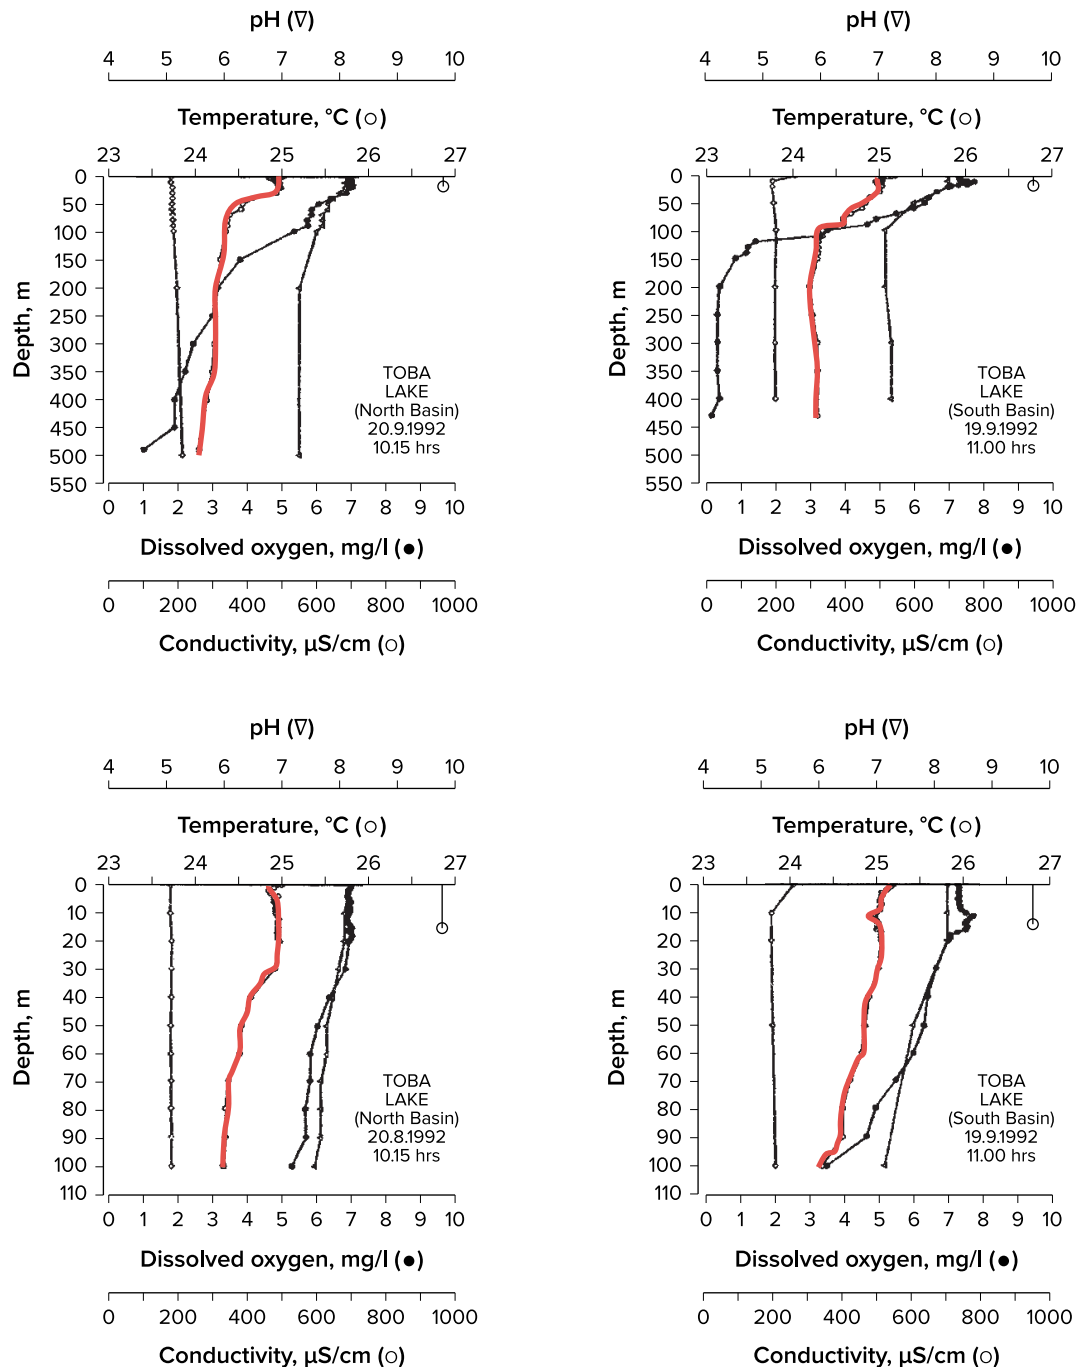 pH (∇)
4 5 6 7 8 9 10
Temperature, °C (○)
23 24 25 26 27
0
50
100
150
200
250
300
350
400
450
500
550
Depth, m
TOBA
LAKE
(North Basin)
20.9.1992
10.15 hrs
0 1 2 3 4 5 6 7 8 9 10
Dissolved oxygen, mg/l (●)
0 200 400 600 800 1000
Conductivity, µS/cm (○)
pH (∇)
4 5 6 7 8 9 10
Temperature, °C (○)
23 24 25 26 27
0
50
100
150
200
250
300
350
400
450
500
550
Depth, m
TOBA
LAKE
(South Basin)
19.9.1992
11.00 hrs
0 1 2 3 4 5 6 7 8 9 10
Dissolved oxygen, mg/l (●)
0 200 400 600 800 1000
Conductivity, µS/cm (○)
pH (∇)
4 5 6 7 8 9 10
Temperature, °C (○)
23 24 25 26 27
0
10
20
30
40
50
60
70
80
90
100
110
Depth, m
TOBA
LAKE
(North Basin)
20.8.1992
10.15 hrs
0 1 2 3 4 5 6 7 8 9 10
Dissolved oxygen, mg/l (●)
0 200 400 600 800 1000
Conductivity, µS/cm (○)
pH (∇)
4 5 6 7 8 9 10
Temperature, °C (○)
23 24 25 26 27
0
10
20
30
40
50
60
70
80
90
100
110
Depth, m
TOBA
LAKE
(South Basin)
19.9.1992
11.00 hrs
0 1 2 3 4 5 6 7 8 9 10
Dissolved oxygen, mg/l (●)
0 200 400 600 800 1000
Conductivity, µS/cm (○)